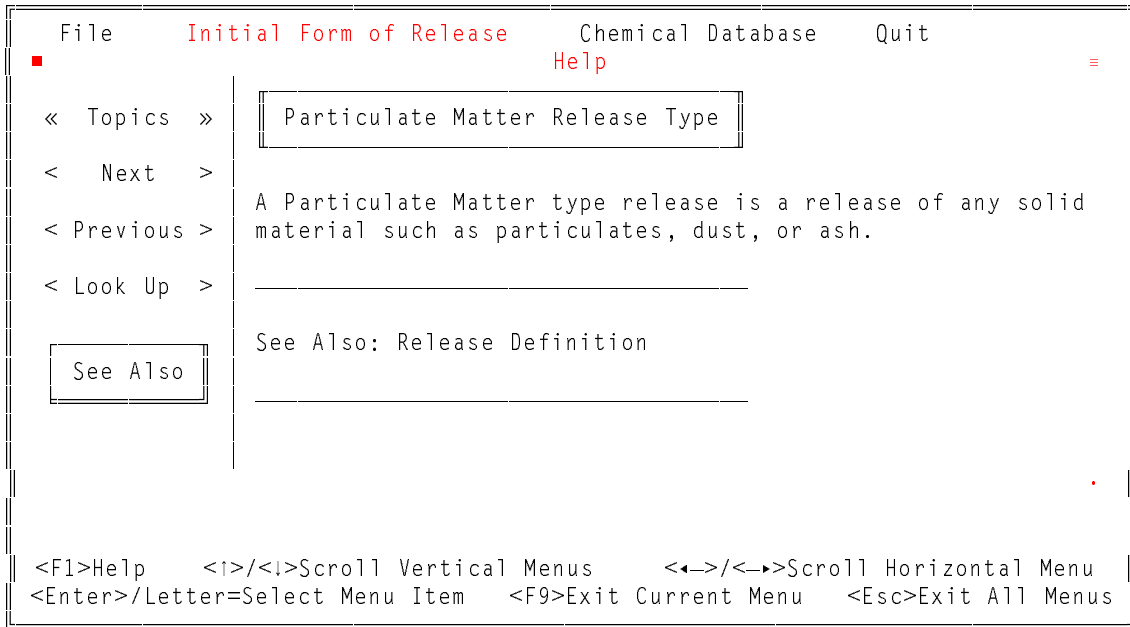 File Initial Form of Release Chemical Database Quit
■ Help ≡
« Topics »
< Next >
< Previous >
< Look Up >
See Also
Particulate Matter Release Type
A Particulate Matter type release is a release of any solid
material such as particulates, dust, or ash.
See Also: Release Definition
<F1>Help <↑>/<↓>Scroll Vertical Menus <◂—>/<—▸>Scroll Horizontal Menu
<Enter>/Letter=Select Menu Item <F9>Exit Current Menu <Esc>Exit All Menus